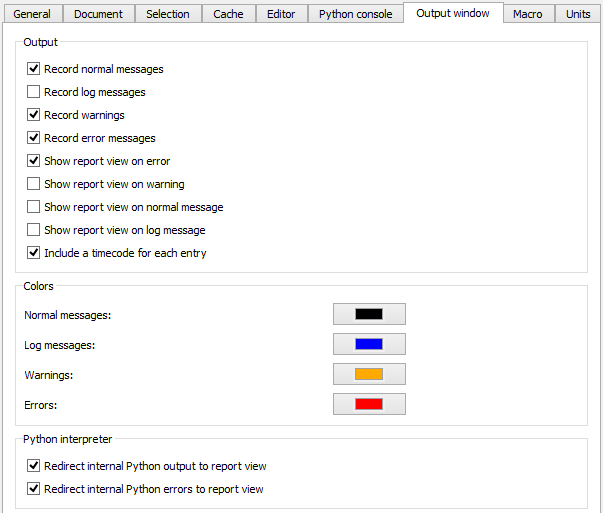 General Document Selection Cache Editor Python console Output window Macro Units
Output
Record normal messages
Record log messages
Record warnings
Record error messages
Show report view on error
Show report view on warning
Show report view on normal message
Show report view on log message
Include a timecode for each entry
Colors
Normal messages:
Log messages:
Warnings:
Errors:
Python interpreter
Redirect internal Python output to report view
Redirect internal Python errors to report view